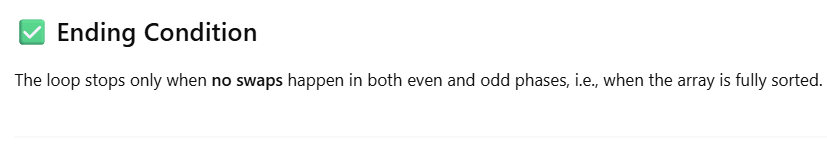 ✅ Ending Condition
The loop stops only when no swaps happen in both even and odd phases, i.e., when the array is fully sorted.